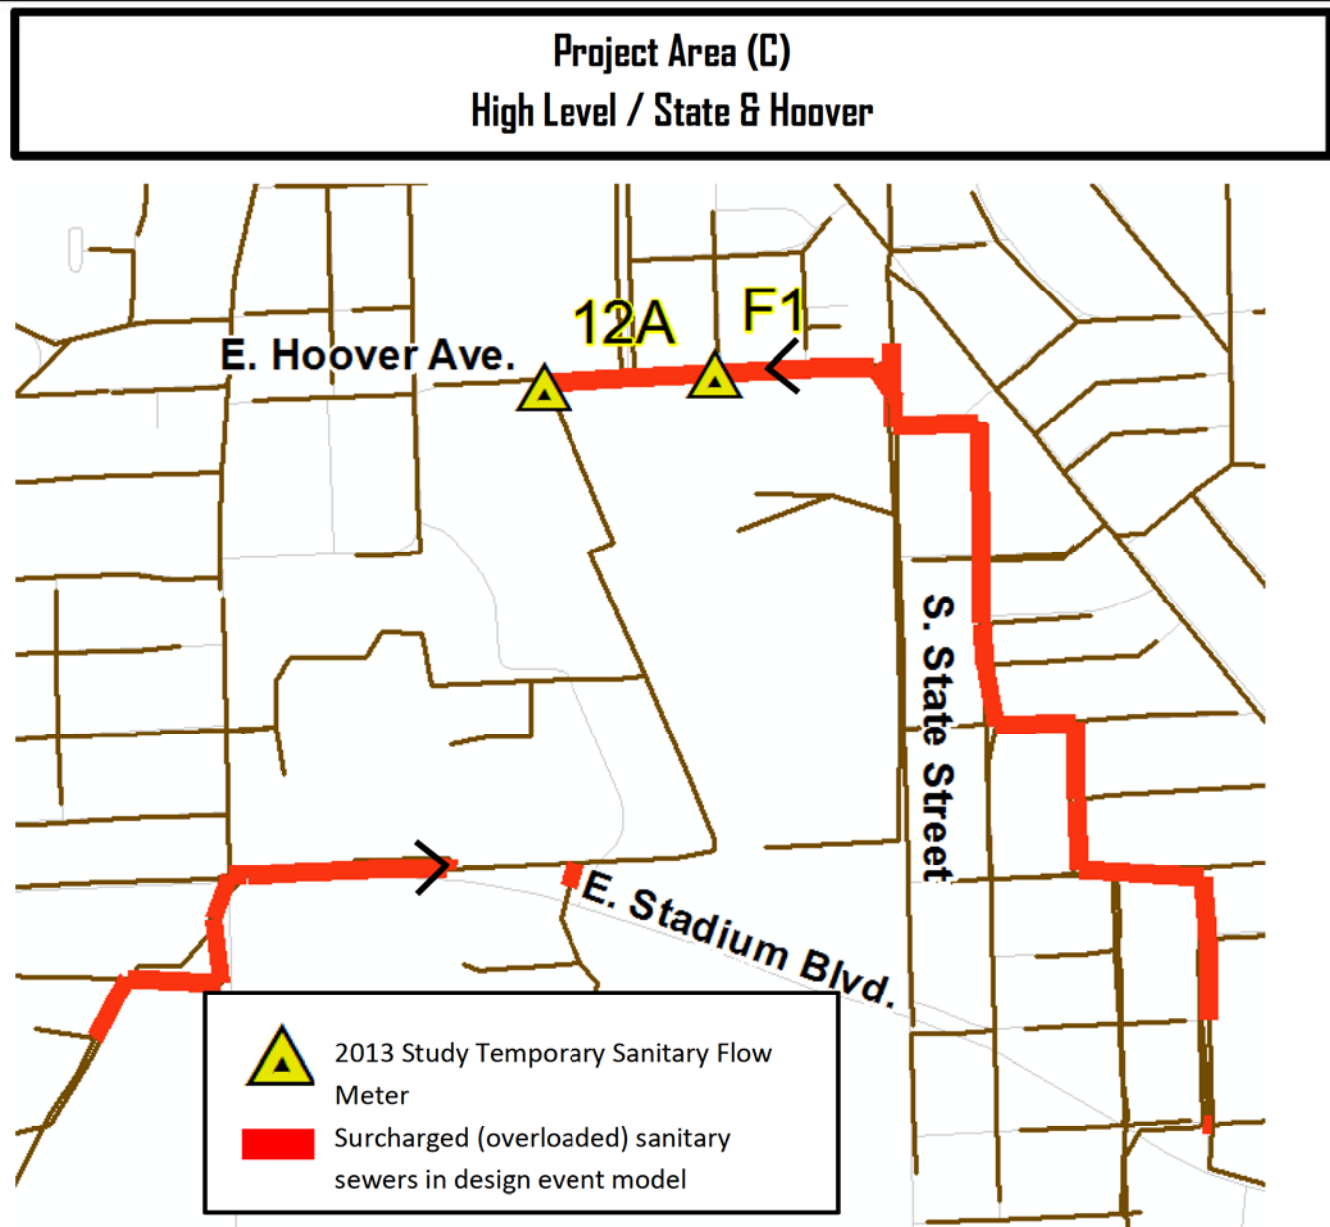 Project Area (C)
High Level / State & Hoover
12A
F1
E. Hoover Ave.
S. State Street
E. Stadium Blvd.
2013 Study Temporary Sanitary Flow
Meter
Surcharged (overloaded) sanitary
sewers in design event model